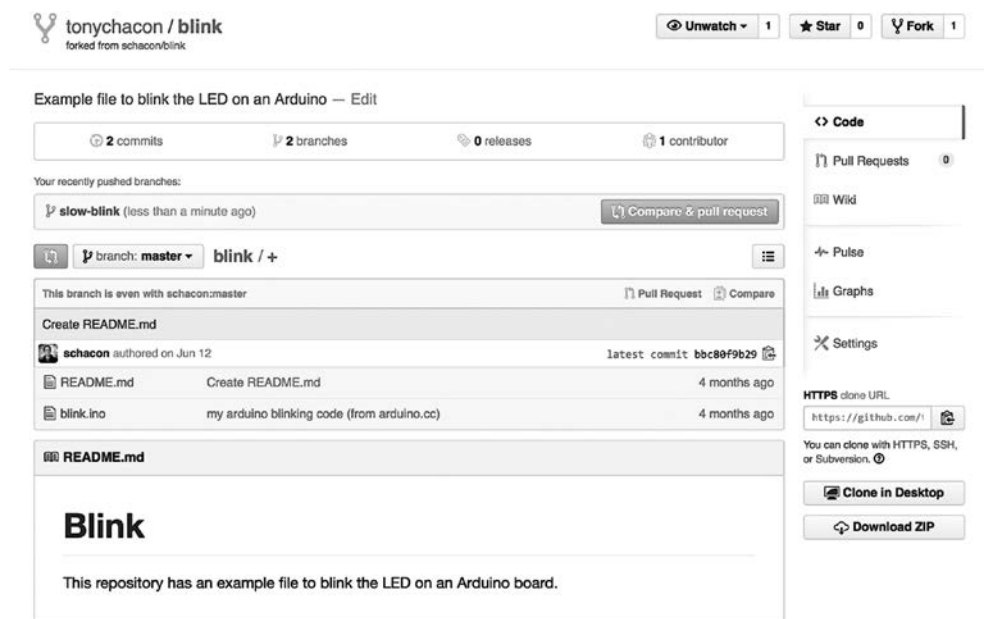 tonychacon / blink
forked from schacon/blink
Unwatch 1 Star 0 Fork 1
Example file to blink the LED on an Arduino — Edit
2 commits 2 branches 0 releases 1 contributor
Your recently pushed branches:
slow-blink (less than a minute ago) Compare & pull request
branch: master blink / +
This branch is even with schacon:master Pull Request Compare
Create README.md
schacon authored on Jun 12 latest commit bbc80f9b29
README.md Create README.md 4 months ago
blink.ino my arduino blinking code (from arduino.cc) 4 months ago
README.md
Blink
This repository has an example file to blink the LED on an Arduino board.
Code
Pull Requests 0
Wiki
Pulse
Graphs
Settings
HTTPS clone URL
https://github.com/
You can clone with HTTPS, SSH,
or Subversion.
Clone in Desktop
Download ZIP